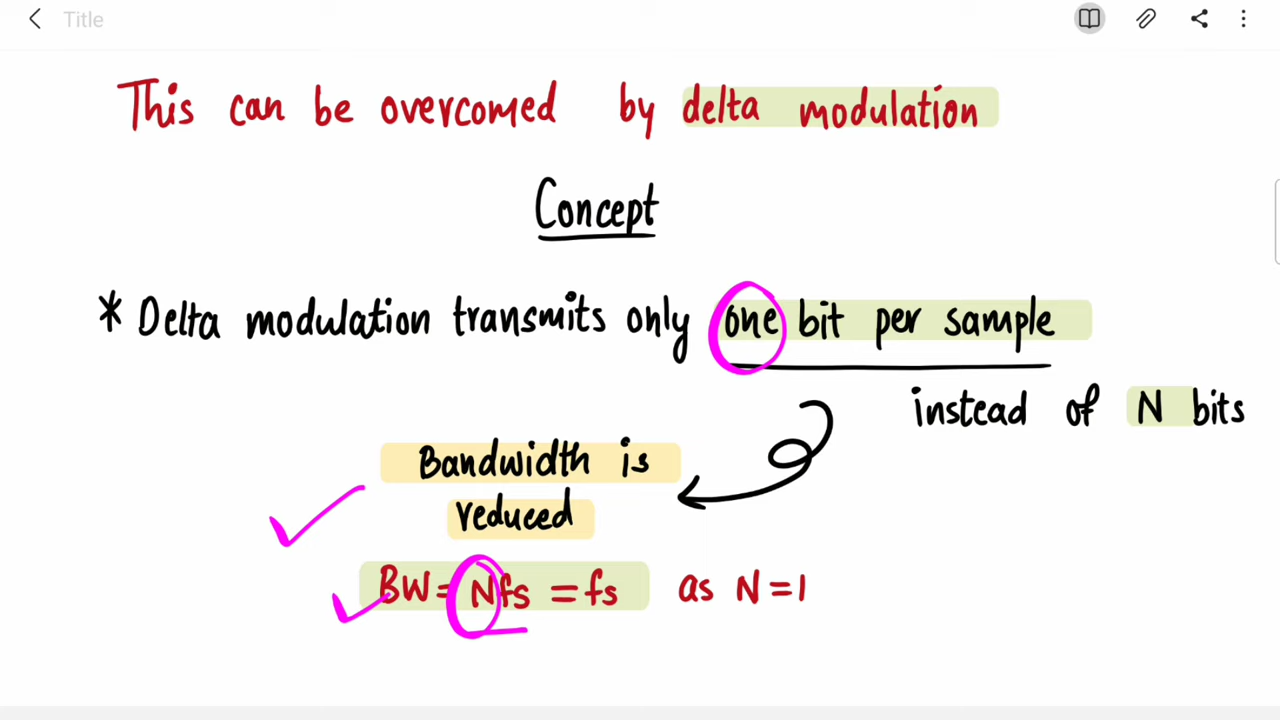 Title
This can be overcomed by delta modulation
Concept
* Delta modulation transmits only one bit per sample
instead of N bits
Bandwidth is
reduced
BW = Nfs = fs as N = 1